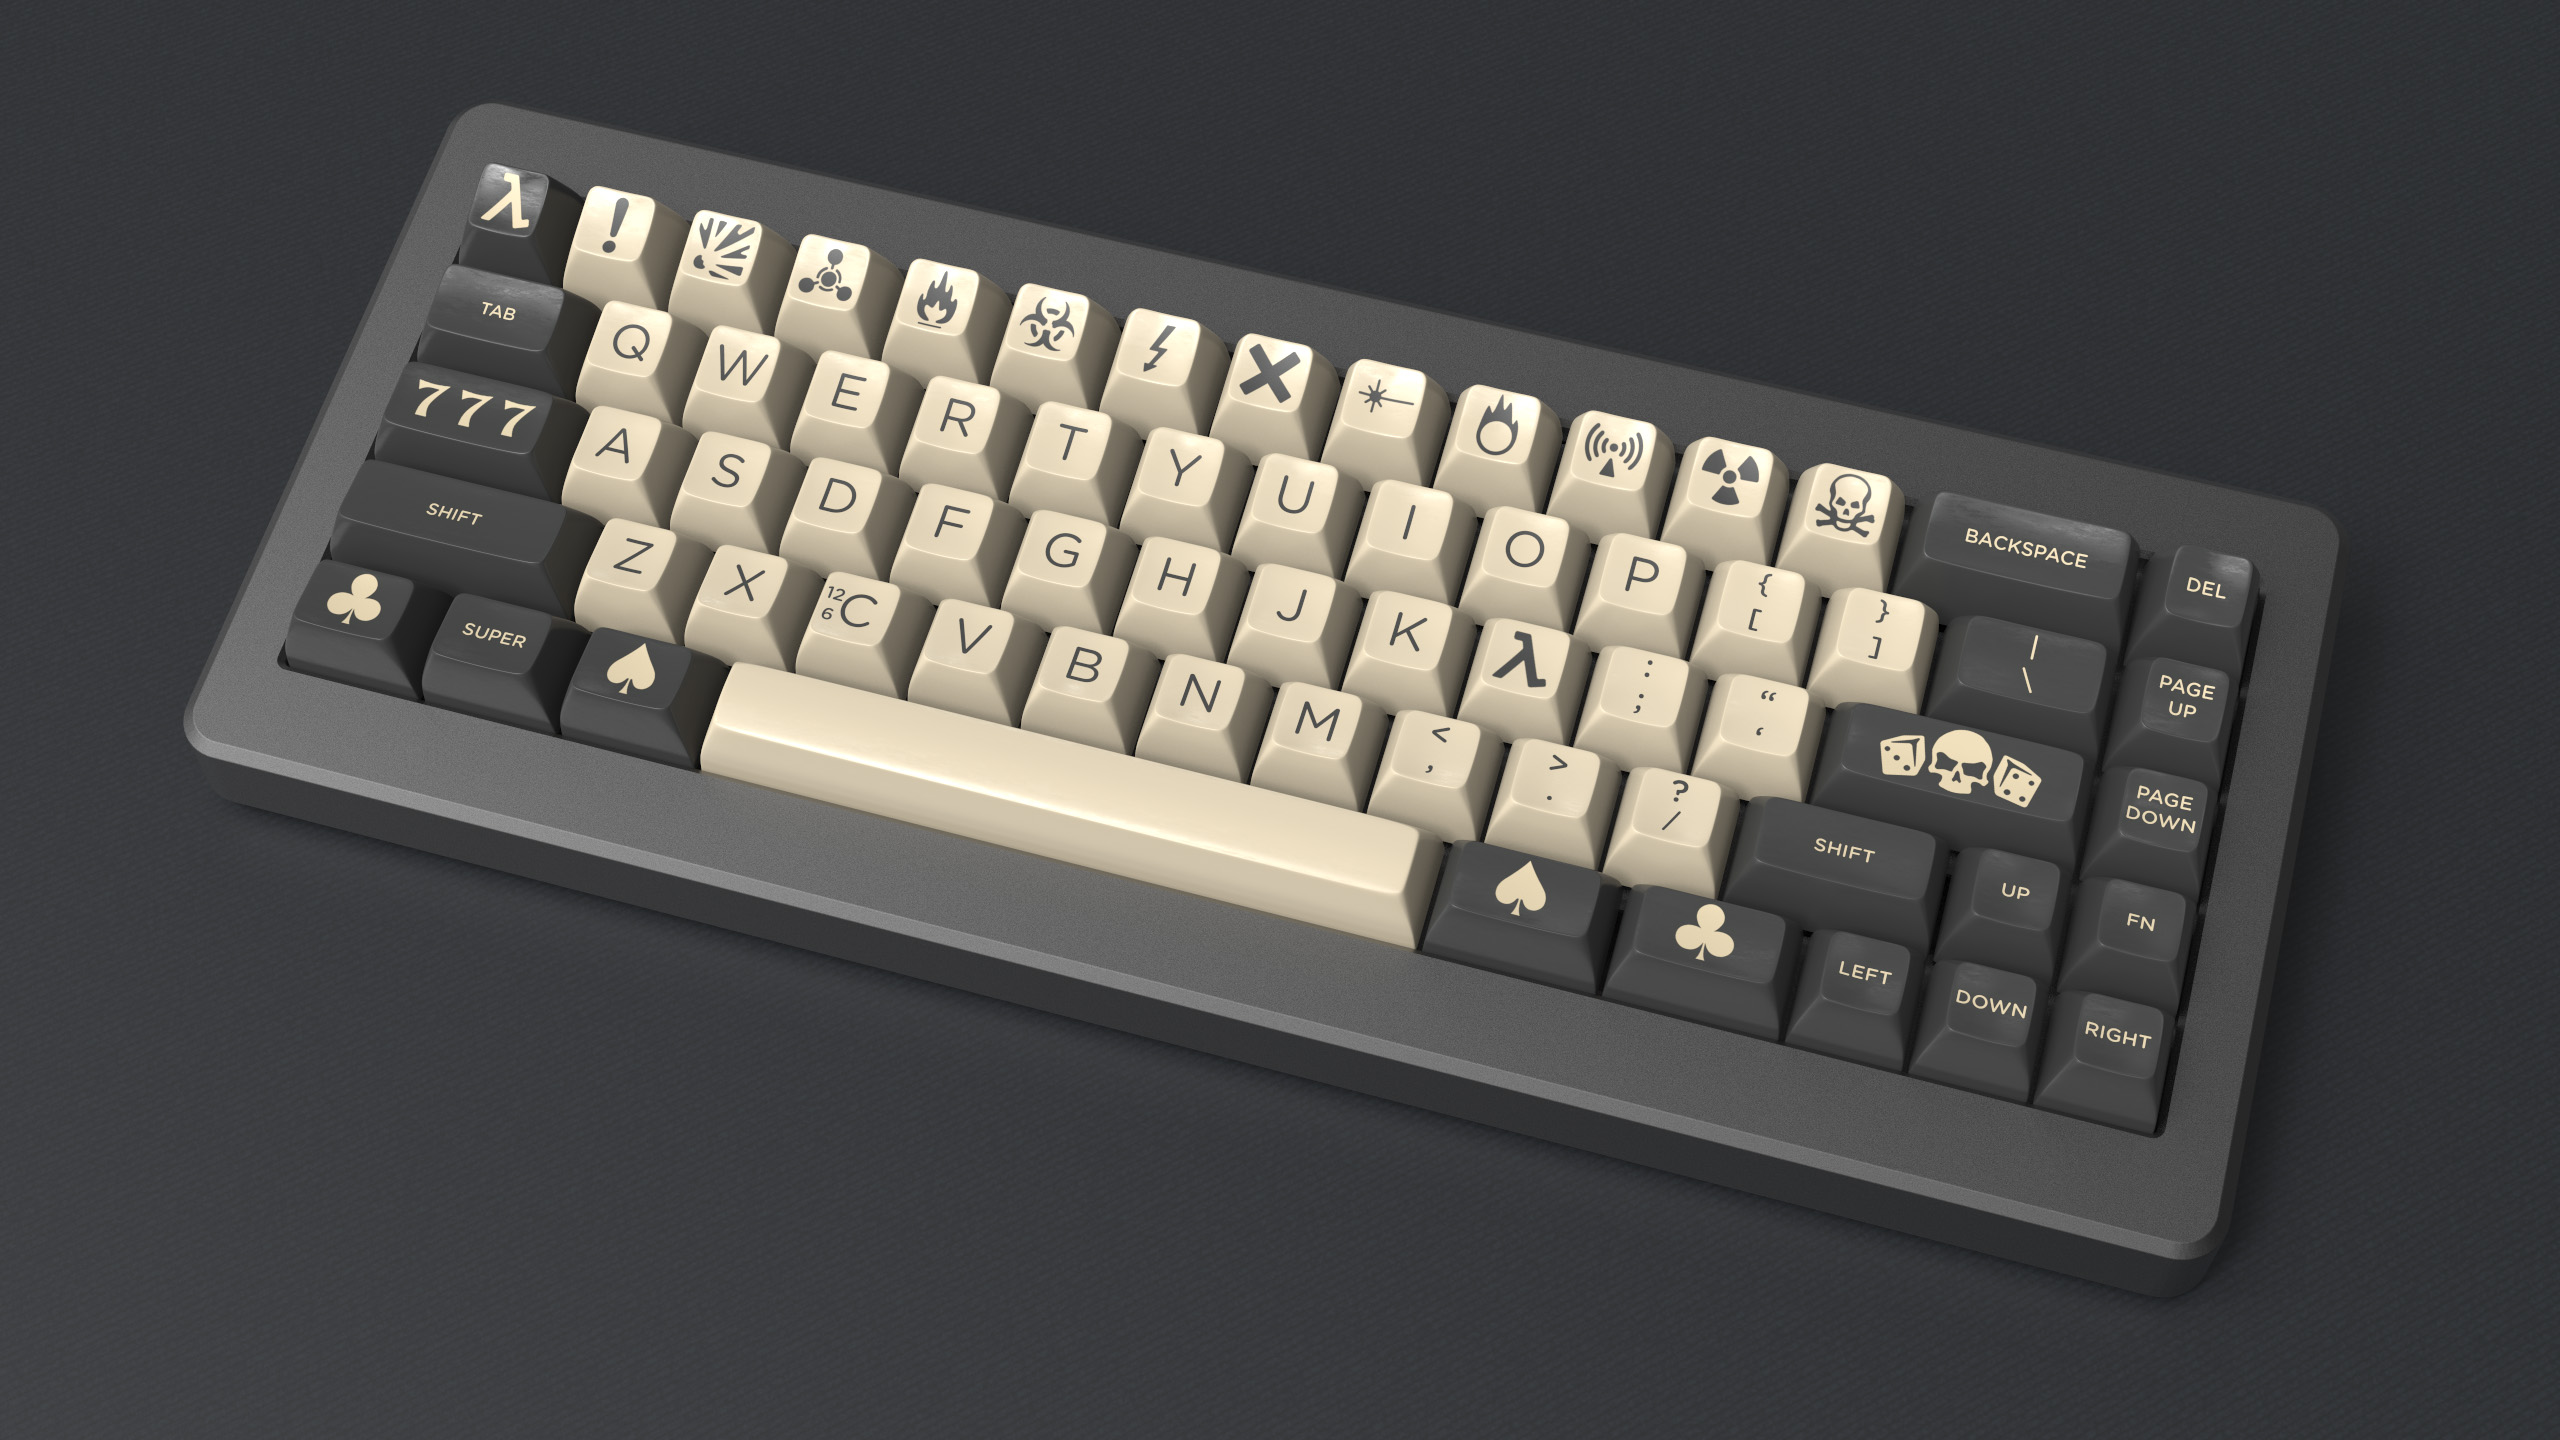 λ
!
BACKSPACE
DEL
TAB
Q
W
E
R
T
Y
U
I
O
P
{
[
}
]
|
\
PAGE
UP
777
A
S
D
F
G
H
J
K
λ
:
;
“
‘
PAGE
DOWN
SHIFT
Z
X
12
6
C
V
B
N
M
<
,
>
.
?
/
SHIFT
UP
FN
SUPER
LEFT
DOWN
RIGHT